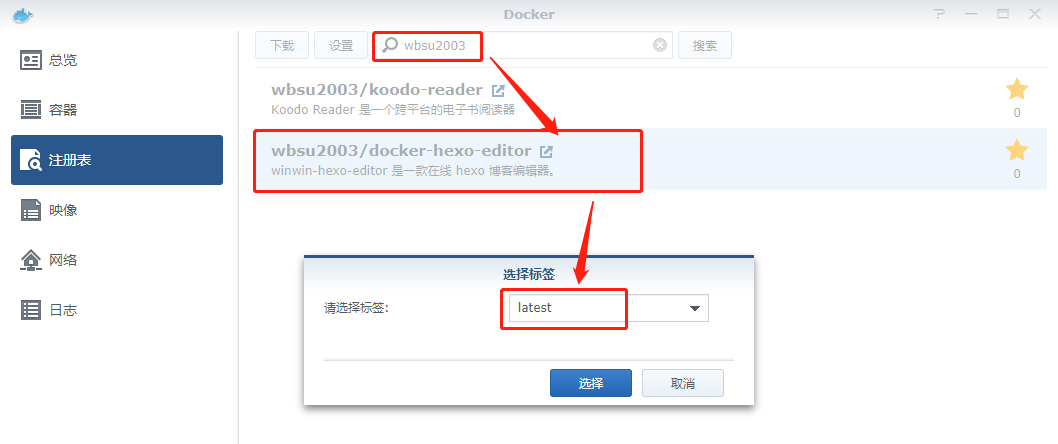 Docker
总览
容器
注册表
映像
网络
日志
下载 设置 wbsu2003 搜索
wbsu2003/koodo-reader
Koodo Reader 是一个跨平台的电子书阅读器
0
wbsu2003/docker-hexo-editor
winwin-hexo-editor 是一款在线 hexo 博客编辑器。
0
选择标签
请选择标签: latest
选择 取消